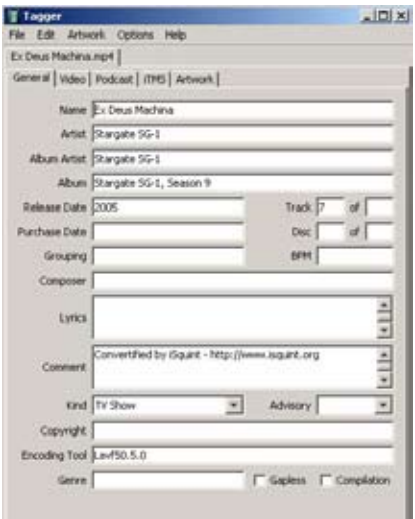 Tagger
File Edit Artwork Options Help
Ex Deus Machina.mp4
General Video Podcast iTMS Artwork
Name Ex Deus Machina
Artist Stargate SG-1
Album Artist Stargate SG-1
Album Stargate SG-1, Season 9
Release Date 2005 Track 7 of
Purchase Date Disc of
Grouping BPM
Composer
Lyrics
Comment Convertified by iSquint - http://www.isquint.org
Kind TV Show Advisory
Copyright
Encoding Tool Lavf50.5.0
Genre Gapless Compilation